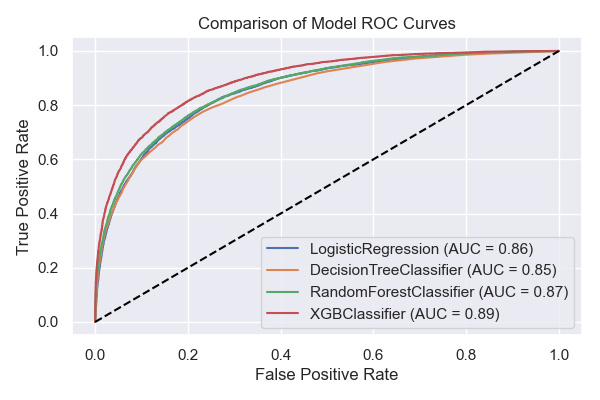 Comparison of Model ROC Curves
True Positive Rate
1.0
0.8
0.6
0.4
0.2
0.0
LogisticRegression (AUC = 0.86)
DecisionTreeClassifier (AUC = 0.85)
RandomForestClassifier (AUC = 0.87)
XGBClassifier (AUC = 0.89)
0.0 0.2 0.4 0.6 0.8 1.0
False Positive Rate